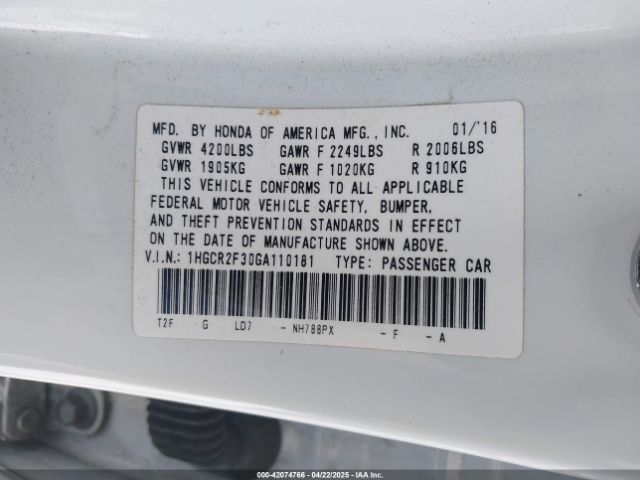 MFD. BY HONDA OF AMERICA MFG., INC. 01/'16
GVWR 4200LBS GAWR F 2249LBS R 2006LBS
GVWR 1905KG GAWR F 1020KG R 910KG
THIS VEHICLE CONFORMS TO ALL APPLICABLE
FEDERAL MOTOR VEHICLE SAFETY, BUMPER,
AND THEFT PREVENTION STANDARDS IN EFFECT
ON THE DATE OF MANUFACTURE SHOWN ABOVE.
V.I.N.: 1HGCR2F30GA110181 TYPE: PASSENGER CAR
T2F G LD7 - NH788PX - F - A
000-42074766 - 04/22/2025 - IAA